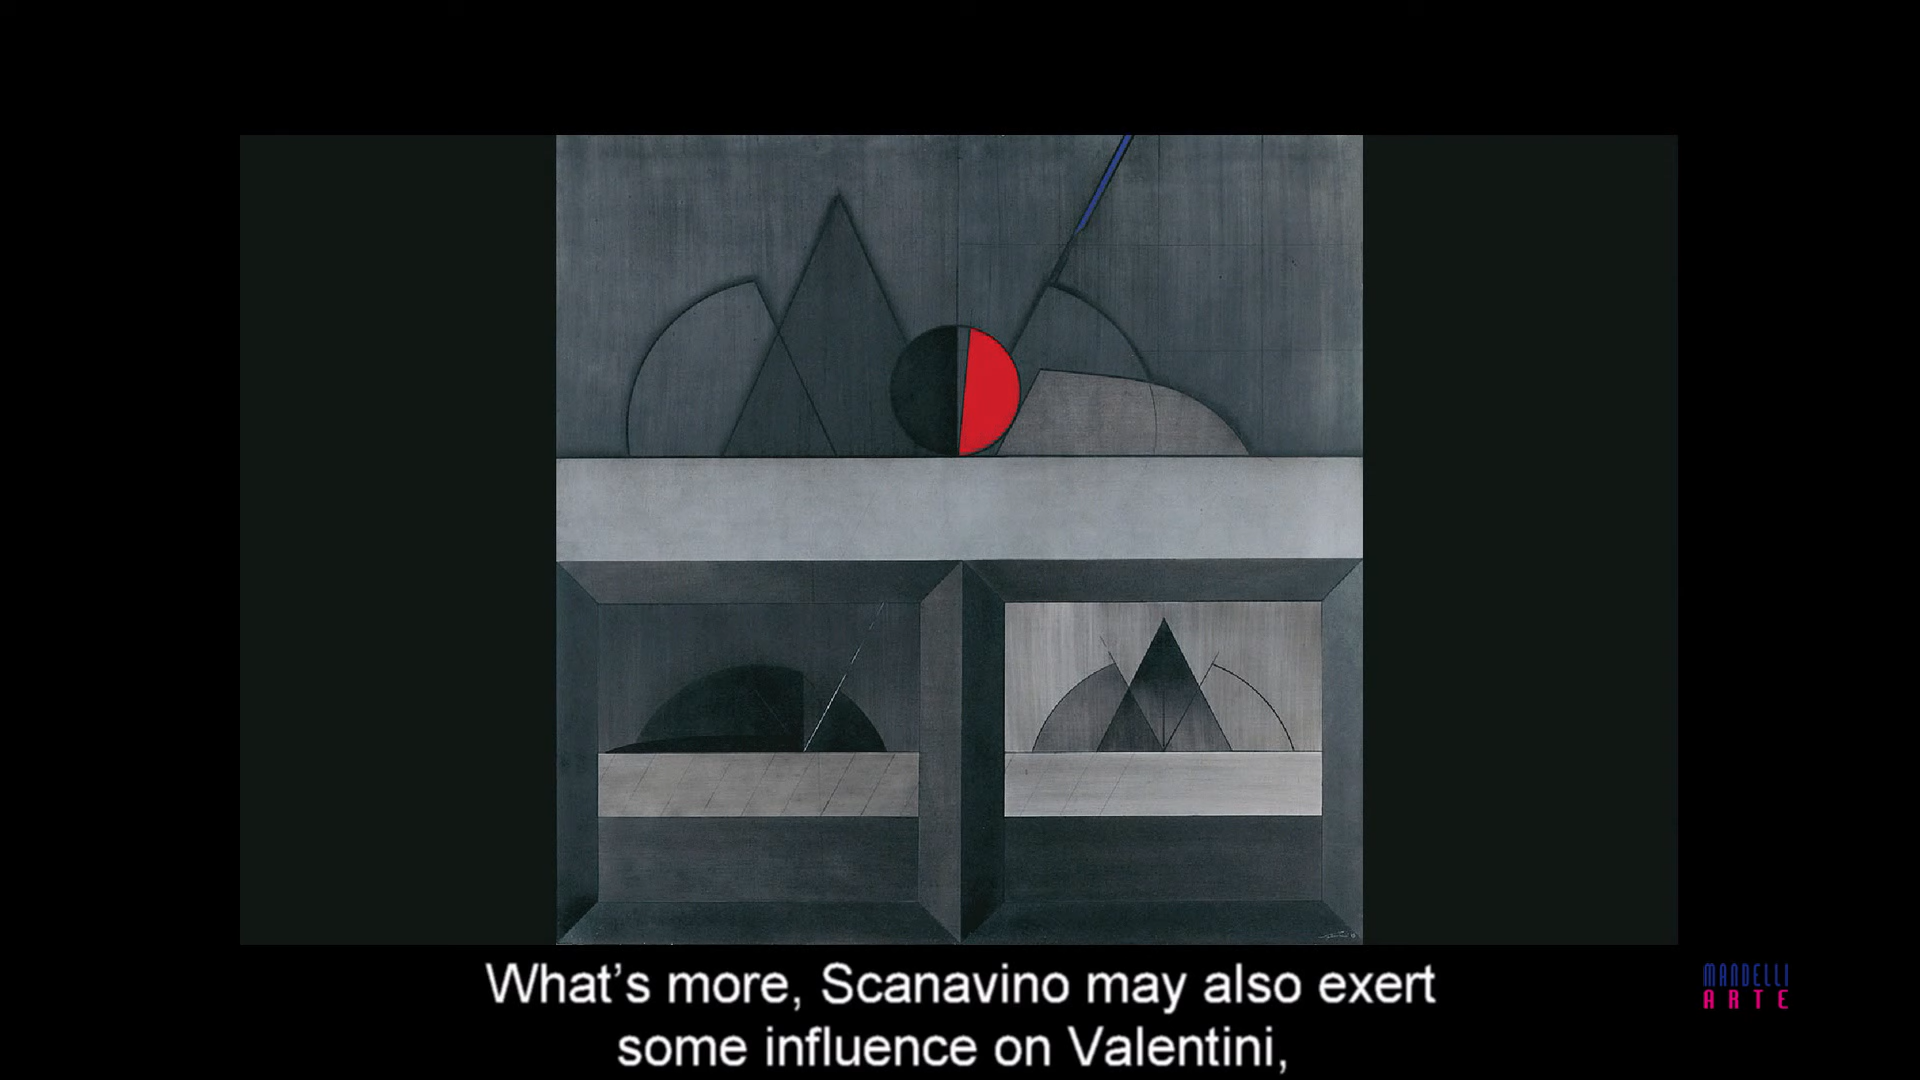 What’s more, Scanavino may also exert
some influence on Valentini,
MANDELLI
ARTE